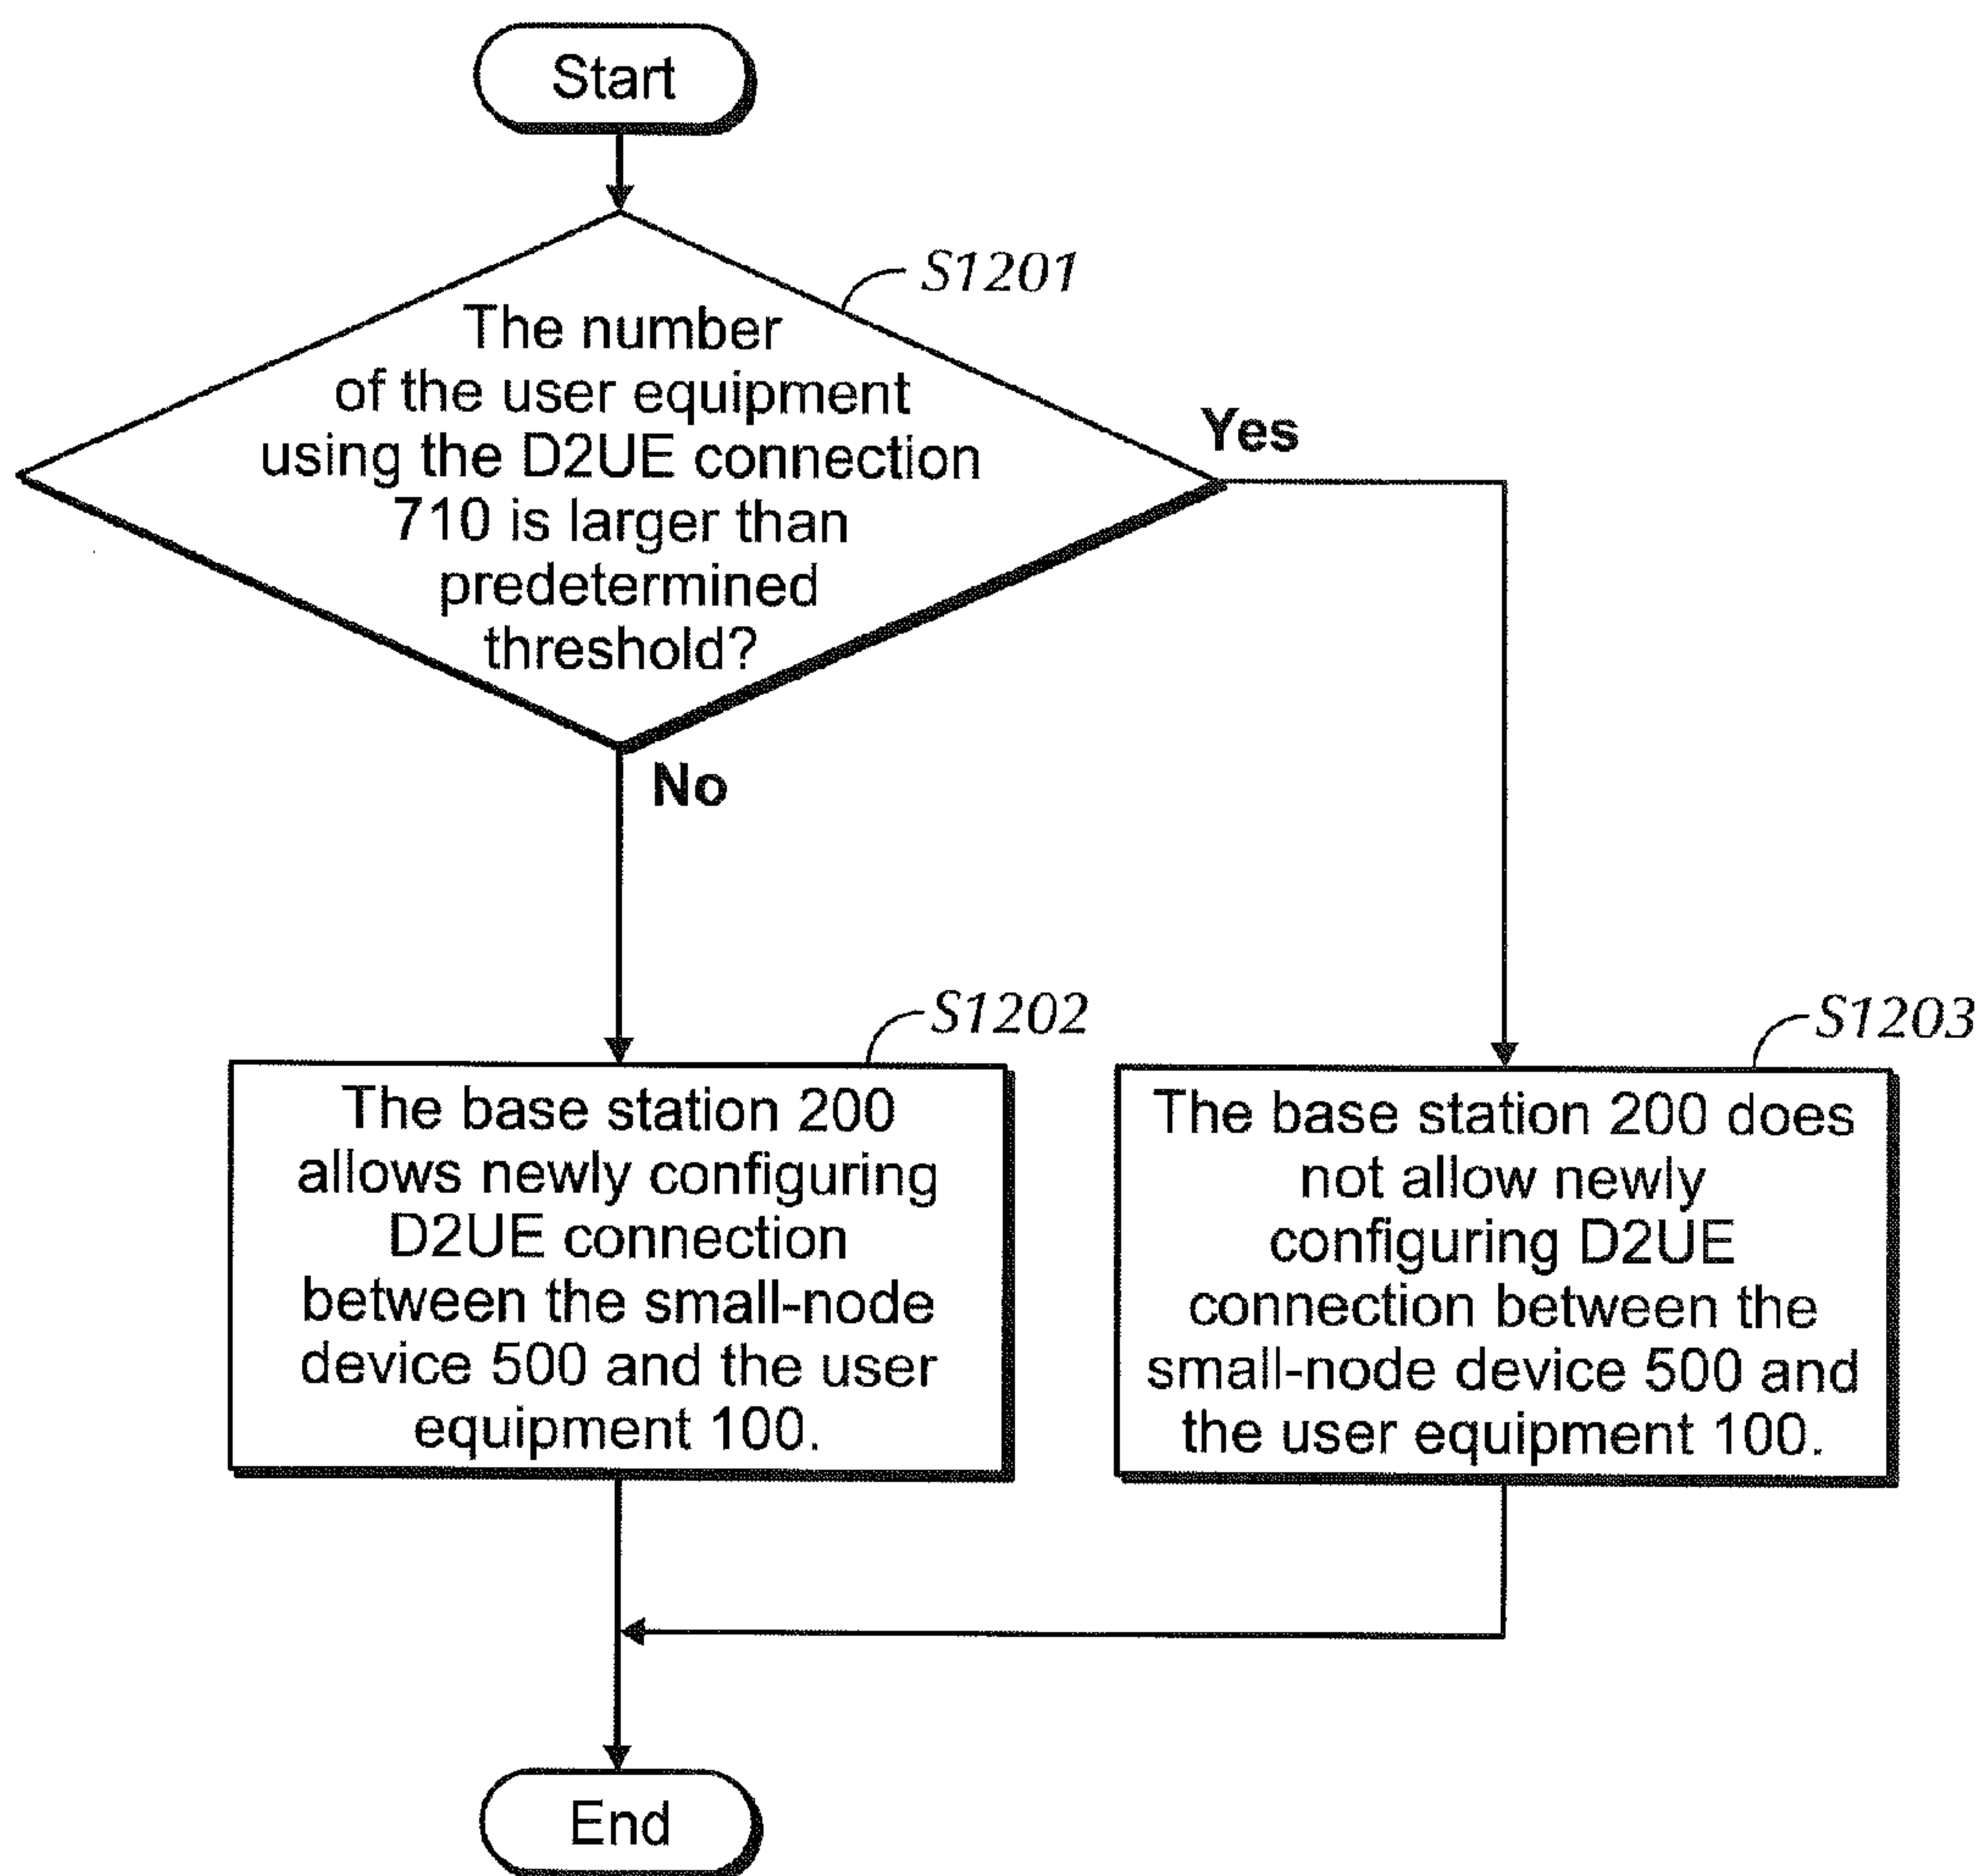 Start
S1201
The number
of the user equipment
using the D2UE connection
710 is larger than
predetermined
threshold?
Yes
No
S1202
The base station 200
allows newly configuring
D2UE connection
between the small-node
device 500 and the user
equipment 100.
S1203
The base station 200 does
not allow newly
configuring D2UE
connection between the
small-node device 500 and
the user equipment 100.
End